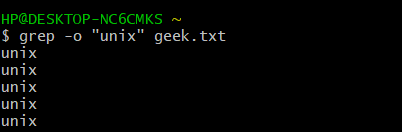 HP@DESKTOP-NC6CMKS ~
$ grep -o "unix" geek.txt
unix
unix
unix
unix
unix